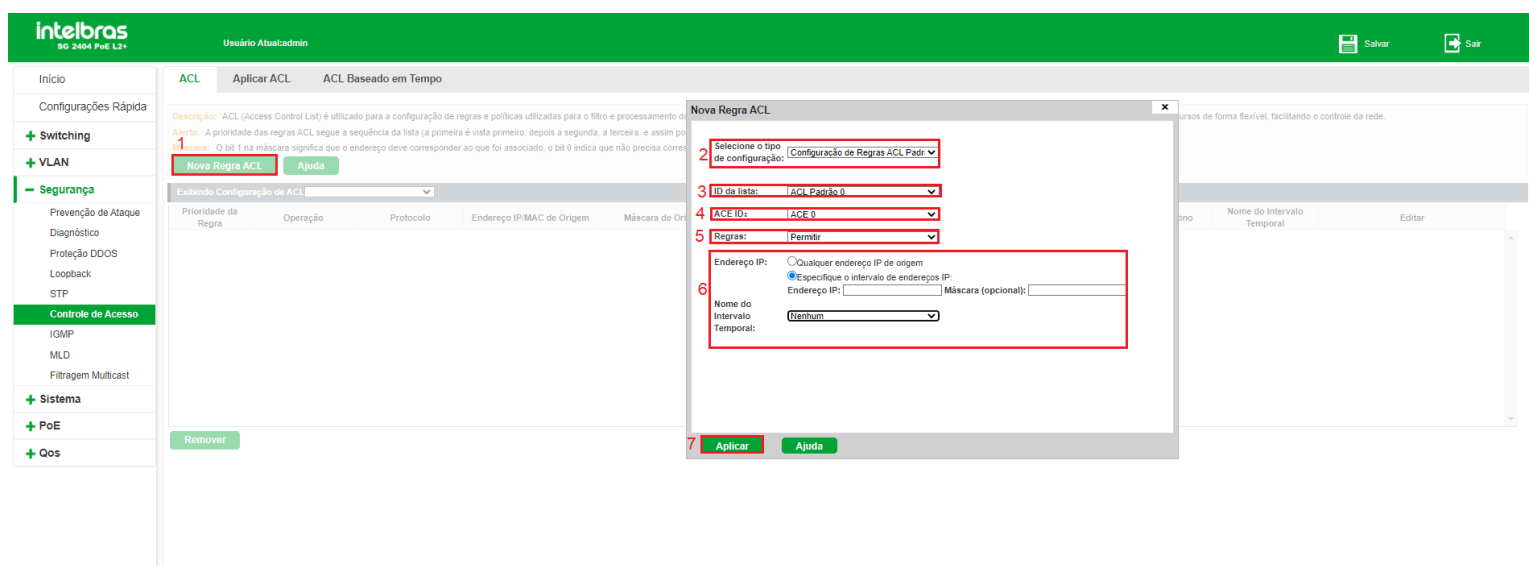 intelbras
SG 2404 PoE L2+
Usuário Atual:admin
Salvar
Sair
Início
Configurações Rápida
Switching
VLAN
Segurança
Prevenção de Ataque
Diagnóstico
Proteção DDOS
Loopback
STP
Controle de Acesso
IGMP
MLD
Filtragem Multicast
Sistema
PoE
Qos
ACL
Aplicar ACL
ACL Baseado em Tempo
Descrição: ACL (Access Control List) é utilizado para a configuração de regras e políticas utilizadas para o filtro e processamento do
ursos de forma flexível, facilitando o controle da rede.
Alerta: A prioridade das regras ACL segue a sequência da lista (a primeira é vista primeiro, depois a segunda, a terceira, e assim po
Máscara: O bit 1 na máscara significa que o endereço deve corresponder ao que foi associado, o bit 0 indica que não precisa corres
1
Nova Regra ACL
Ajuda
Exibindo Configuração de ACL
Prioridade da Regra
Operação
Protocolo
Endereço IP/MAC de Origem
Máscara de Ori
tino
Nome do Intervalo Temporal
Editar
Remover
Nova Regra ACL
x
2
Selecione o tipo de configuração:
Configuração de Regras ACL Padr
3
ID da lista:
ACL Padrão 0
4
ACE ID:
ACE 0
5
Regras:
Permitir
6
Endereço IP:
Qualquer endereço IP de origem
Especifique o intervalo de endereços IP:
Endereço IP:
Máscara (opcional):
Nome do Intervalo Temporal:
Nenhum
7
Aplicar
Ajuda